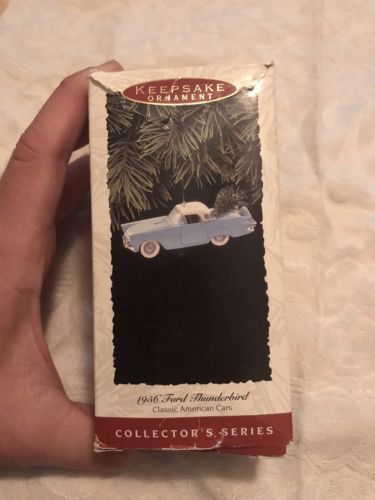 KEEPSAKE
ORNAMENT
1956 Ford Thunderbird
Classic American Cars
COLLECTOR'S SERIES